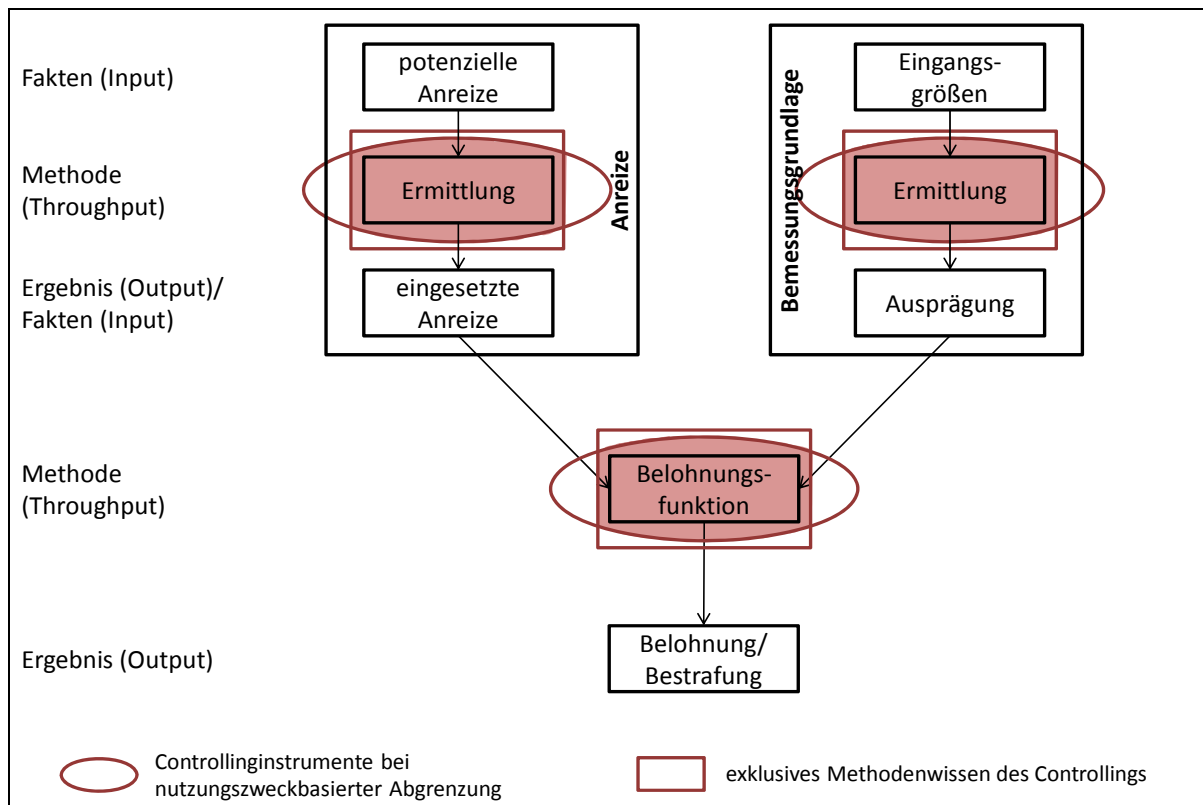 Fakten (Input)
potenzielle
Anreize
Eingangs-
größen
Methode
(Throughput)
Ermittlung
Anreize
Bemessungsgrundlage
Ermittlung
Ergebnis (Output)/
Fakten (Input)
eingesetzte
Anreize
Ausprägung
Methode
(Throughput)
Belohnungs-
funktion
Ergebnis (Output)
Belohnung/
Bestrafung
Controllinginstrumente bei
nutzungszweckbasierter Abgrenzung
exklusives Methodenwissen des Controllings